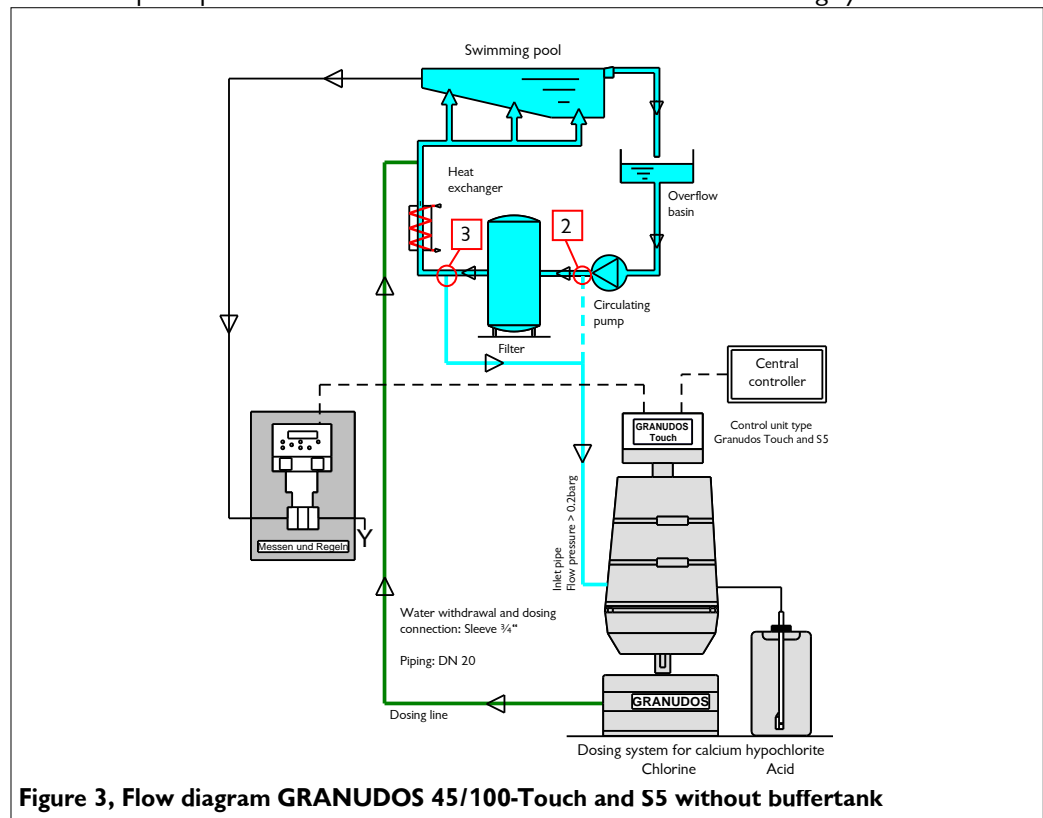 Swimming pool
Heat
exchanger
3
2
Overflow
basin
Circulating
pump
Filter
Central
controller
GRANUDOS
Touch
Control unit type
Granudos Touch and S5
Messen und Regeln
Y
Inlet pipe
Flow pressure > 0.2barg
Water withdrawal and dosing
connection: Sleeve ¾“
Piping: DN 20
GRANUDOS
Dosing line
Dosing system for calcium hypochlorite
Chlorine Acid
Figure 3, Flow diagram GRANUDOS 45/100-Touch and S5 without buffertank